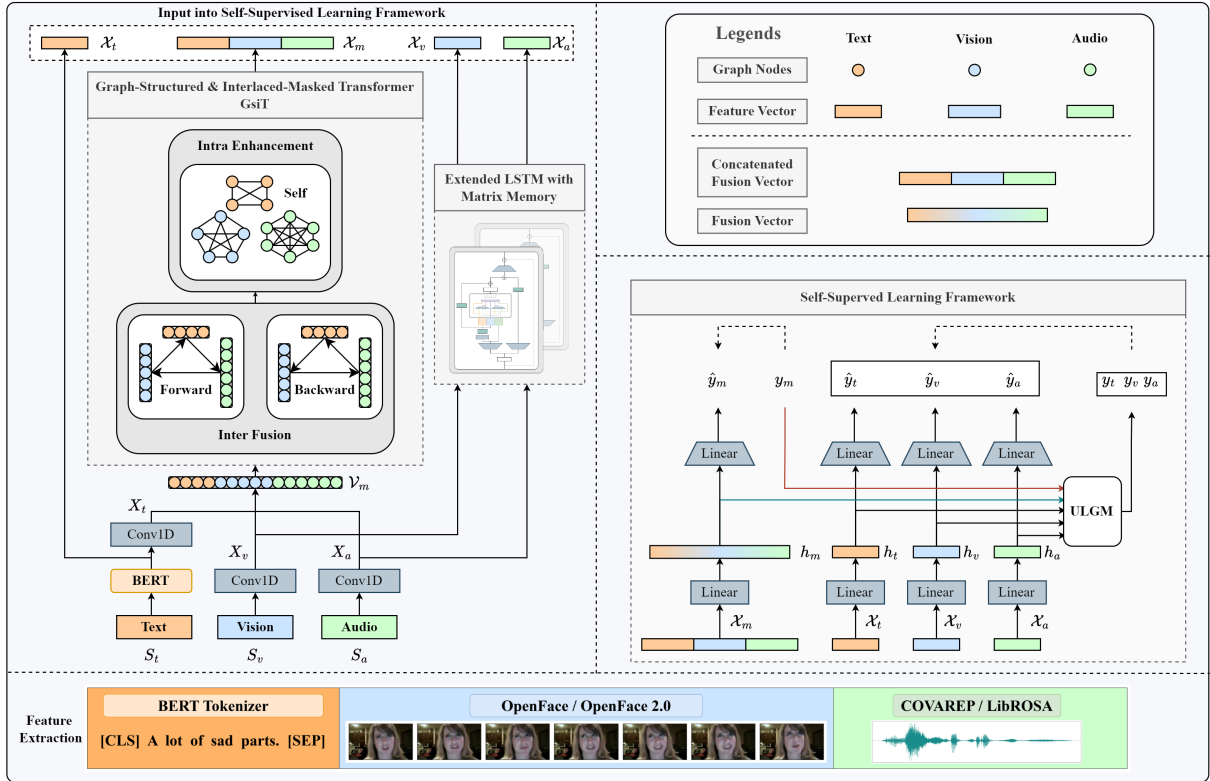 Input into Self-Supervised Learning Framework
𝒳t
𝒳m
𝒳v
𝒳a
Graph-Structured & Interlaced-Masked Transformer
GsiT
Intra Enhancement
Self
Forward
Backward
Inter Fusion
Extended LSTM with
Matrix Memory
𝒱m
Xt
Conv1D
Xv
Xa
BERT
Conv1D
Conv1D
Text
Vision
Audio
St
Sv
Sa
Legends
Text
Vision
Audio
Graph Nodes
Feature Vector
Concatenated
Fusion Vector
Fusion Vector
Self-Superved Learning Framework
ŷm
ym
ŷt
ŷv
ŷa
yt yv ya
Linear
Linear
Linear
Linear
ULGM
hm
ht
hv
ha
Linear
Linear
Linear
Linear
𝒳m
𝒳t
𝒳v
𝒳a
Feature
Extraction
BERT Tokenizer
[CLS] A lot of sad parts. [SEP]
OpenFace / OpenFace 2.0
COVAREP / LibROSA